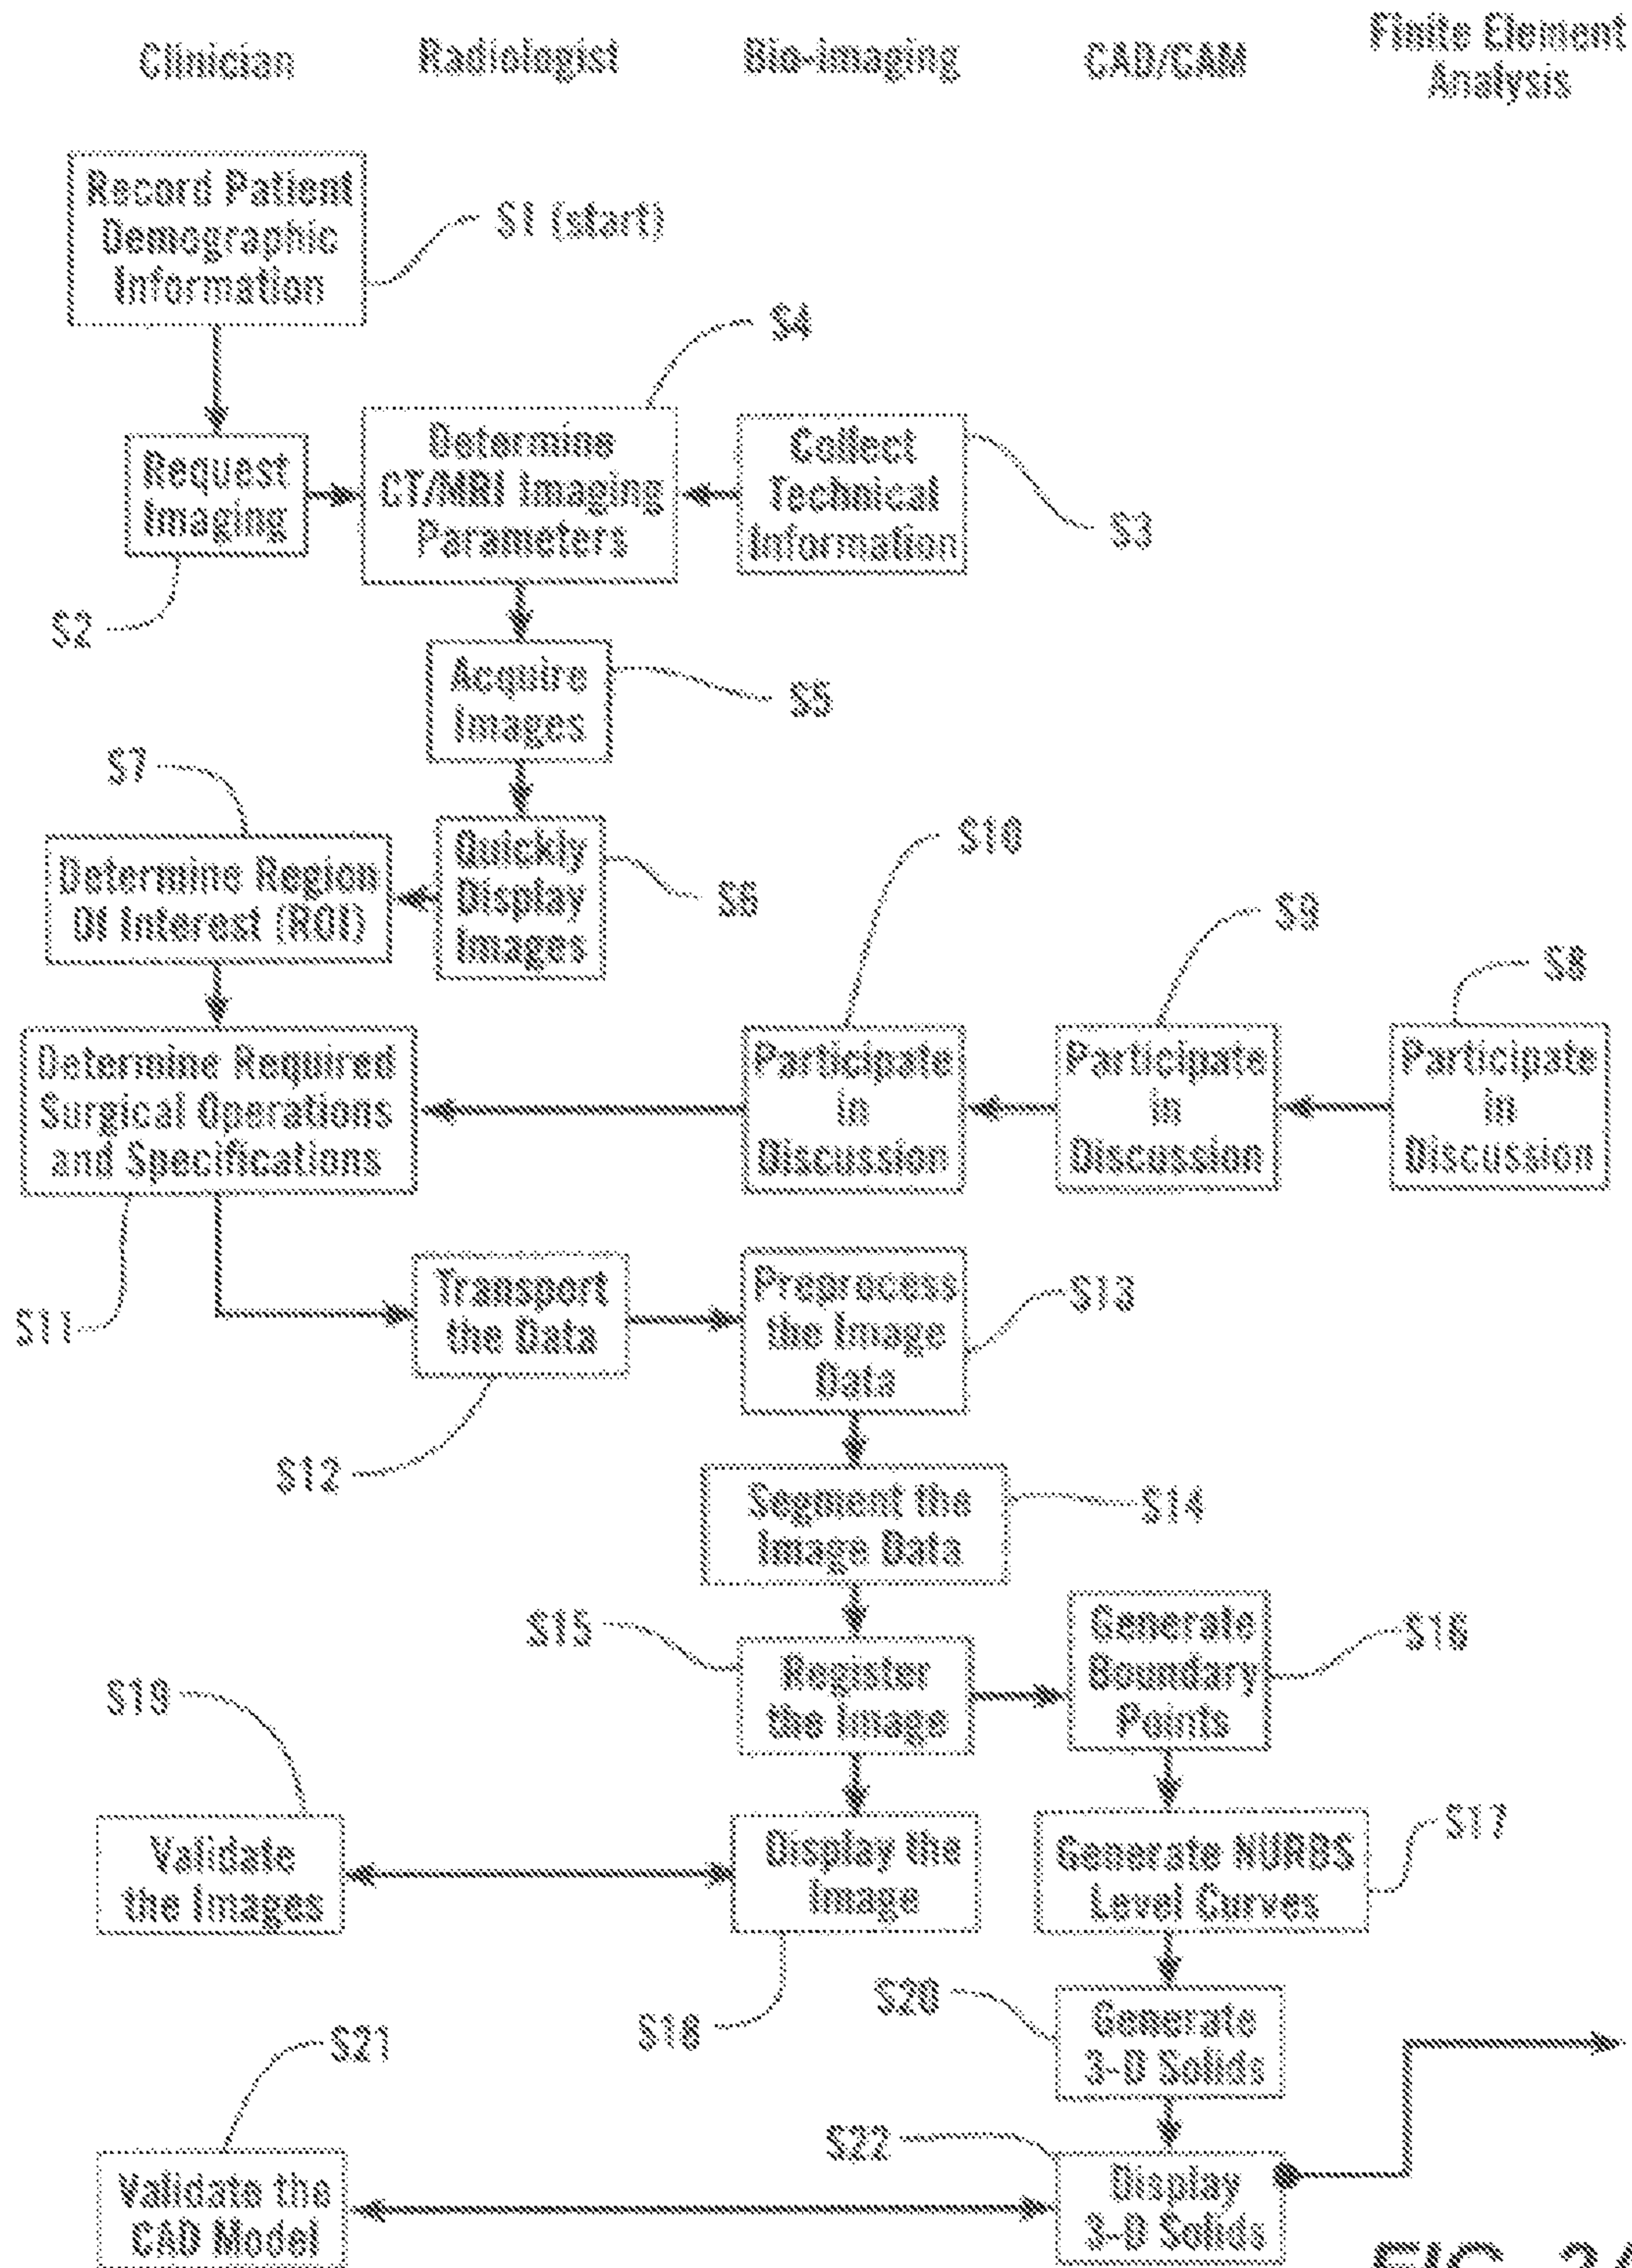 Clinician
Radiologist
Bio-imaging
CAD/CAM
Finite Element
Analysis
Record Patient
Demographic
Information
S1 (start)
S4
Request
Imaging
Determine
CT/MRI Imaging
Parameters
Collect
Technical
Information
S3
S2
Acquire
Images
S5
S7
Determine Region
Of Interest (ROI)
Quickly
Display
Images
S6
S10
S9
S8
Determine Required
Surgical Operations
and Specifications
Participate
in
Discussion
Participate
in
Discussion
Participate
in
Discussion
S11
Transport
the Data
Preprocess
the Image
Data
S13
S12
Segment the
Image Data
S14
S15
Register
the Image
Generate
Boundary
Points
S16
S19
Validate
the Images
Display the
Image
Generate NURBS
Level Curves
S17
S18
S20
Generate
3-D Solids
S21
S22
Validate the
CAD Model
Display
3-D Solids